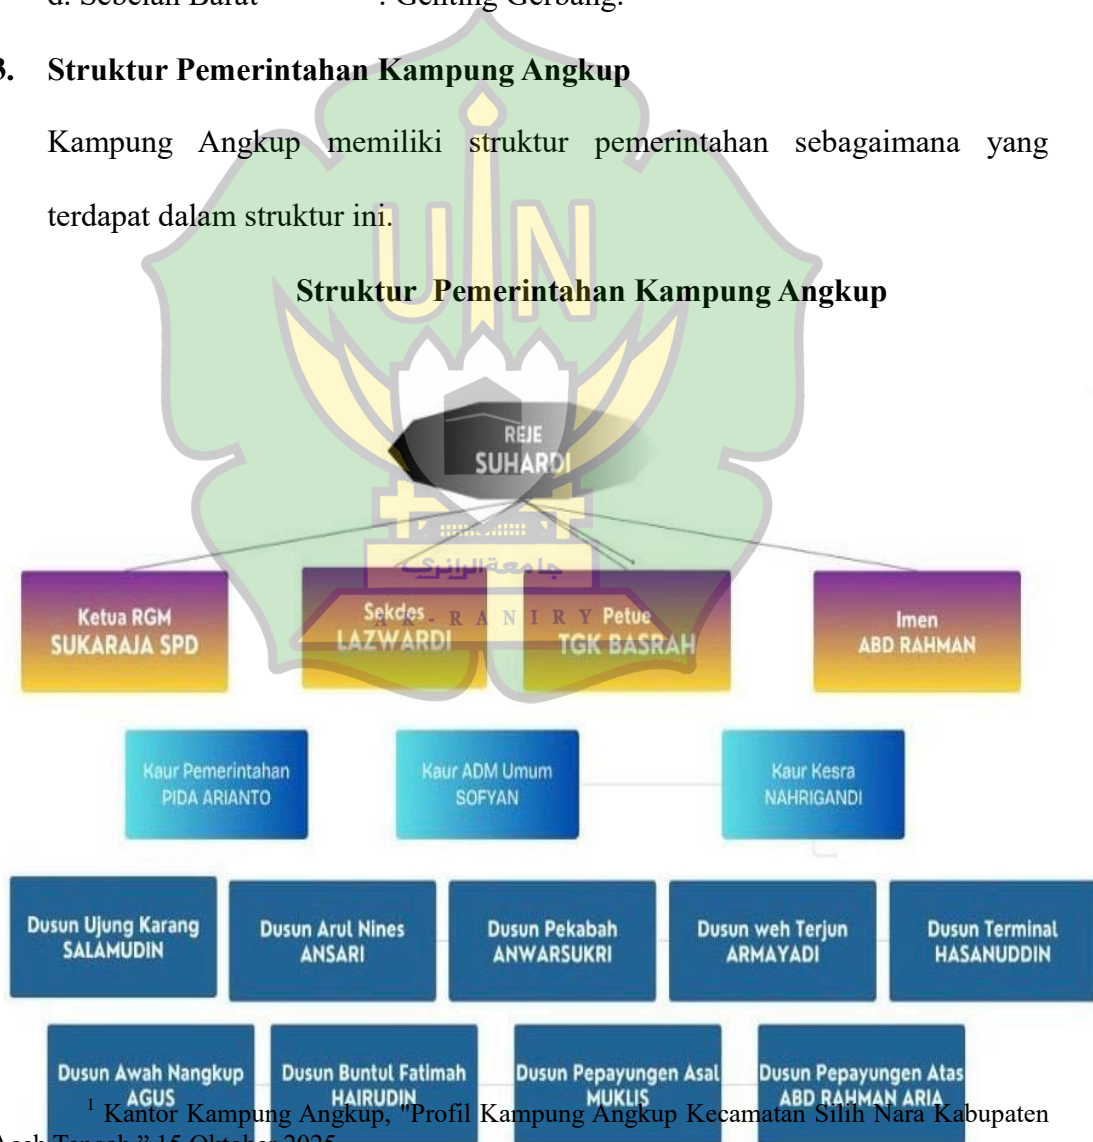 d. Sebelah Barat : Genting Gerbang.
3. Struktur Pemerintahan Kampung Angkup
Kampung Angkup memiliki struktur pemerintahan sebagaimana yang
terdapat dalam struktur ini.
Struktur Pemerintahan Kampung Angkup
UIN
REJE
SUHARDI
جامعة الرانري
AR-RANIRY
Ketua RGM
SUKARAJA SPD
Sekdes
LAZWARDI
Petue
TGK BASRAH
Imen
ABD RAHMAN
Kaur Pemerintahan
PIDA ARIANTO
Kaur ADM Umum
SOFYAN
Kaur Kesra
NAHRIGANDI
Dusun Ujung Karang
SALAMUDIN
Dusun Arul Nines
ANSARI
Dusun Pekabah
ANWARSUKRI
Dusun weh Terjun
ARMAYADI
Dusun Terminal
HASANUDDIN
Dusun Awah Nangkup
AGUS
Dusun Buntul Fatimah
HAIRUDIN
Dusun Pepayungen Asal
MUKLIS
Dusun Pepayungen Atas
ABD RAHMAN ARIA
1 Kantor Kampung Angkup, "Profil Kampung Angkup Kecamatan Silih Nara Kabupaten
Aceh Tengah," 15 Oktober 2025